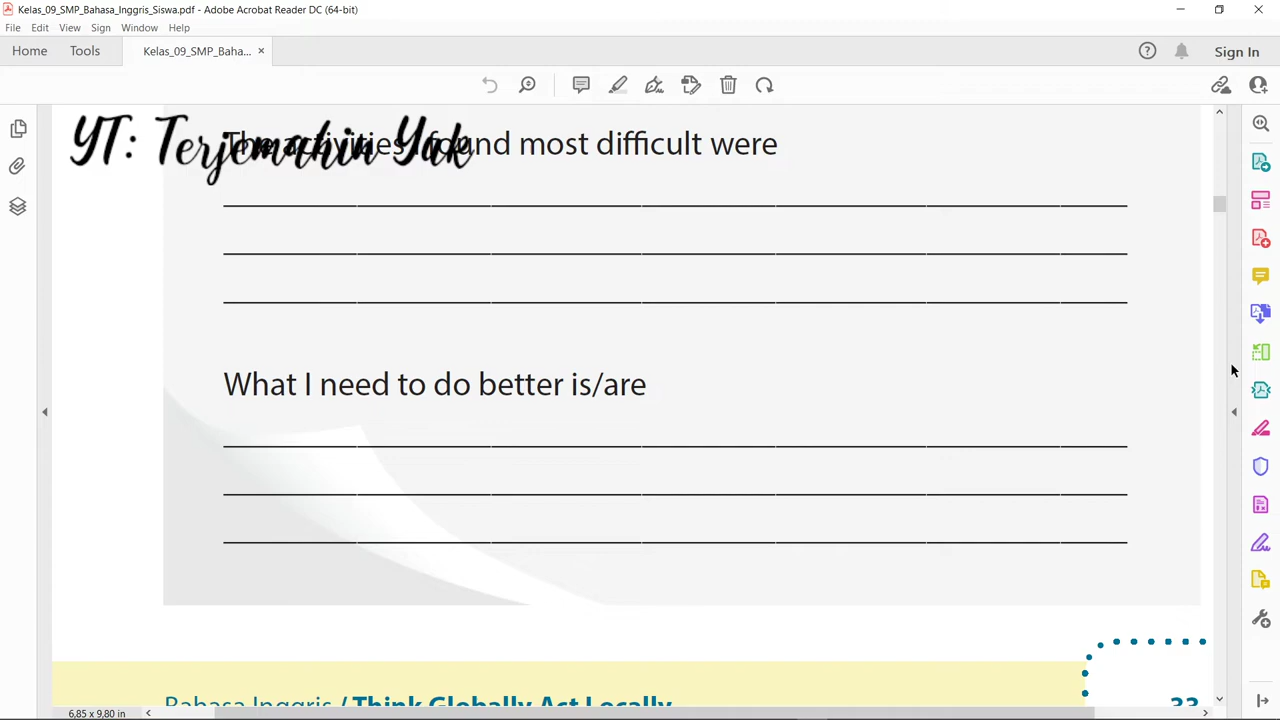 Kelas_09_SMP_Bahasa_Inggris_Siswa.pdf - Adobe Acrobat Reader DC (64-bit)
File Edit View Sign Window Help
Home Tools Kelas_09_SMP_Baha... × Sign In
YT: Terjemahin Yuk
The activities I found most difficult were
What I need to do better is/are
Bahasa Inggris / Think Globally Act Locally
33
6,85 x 9,80 in